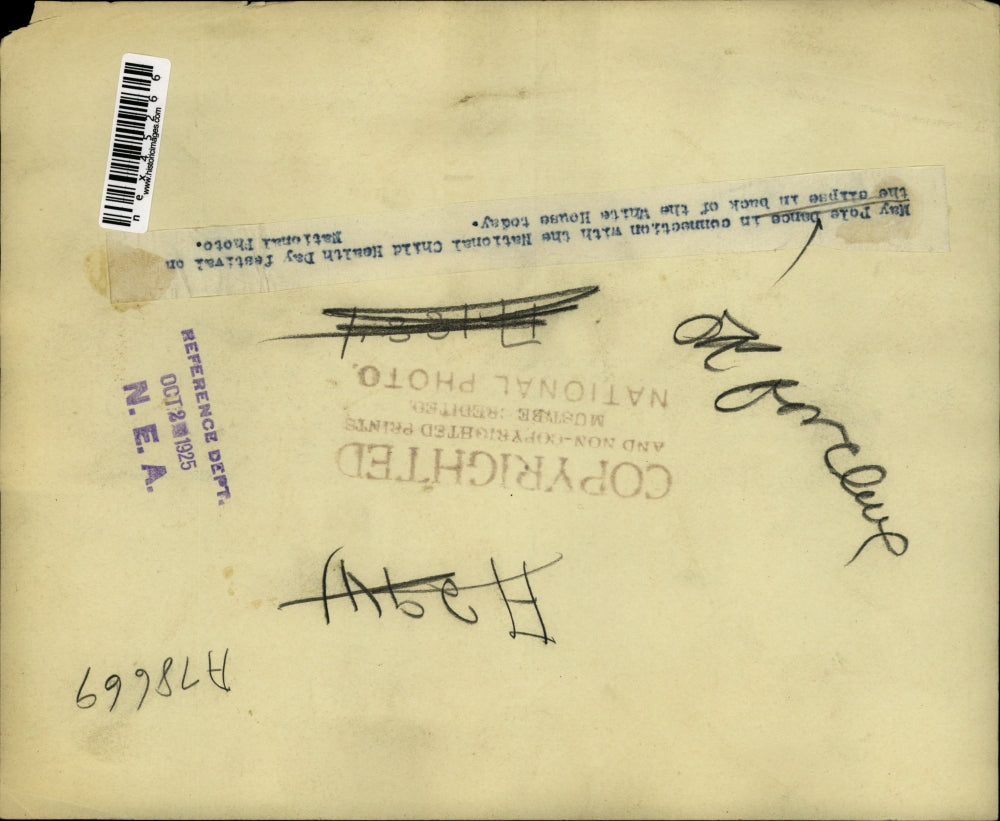 May Pole Dance in connection with the National Child Health Day festival on
the elipse in back of the White House today.
National Photo.
COPYRIGHTED
AND NON-COPYRIGHTED PRINTS
MUST BE CREDITED.
NATIONAL PHOTO.
REFERENCE DEPT.
OCT 2 1925
N. E. A.
A78669
www.historicimages.com
nex45266